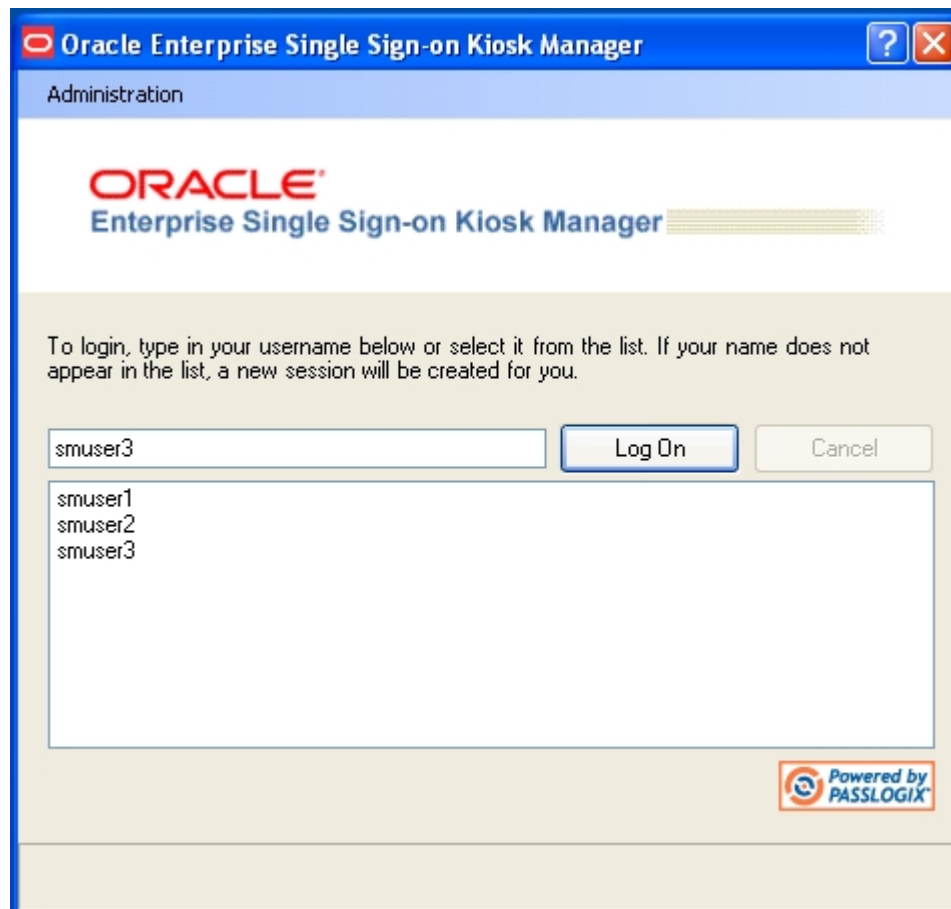 Oracle Enterprise Single Sign-on Kiosk Manager
?
Administration
ORACLE
Enterprise Single Sign-on Kiosk Manager
To login, type in your username below or select it from the list. If your name does not
appear in the list, a new session will be created for you.
smuser3
Log On
Cancel
smuser1
smuser2
smuser3
Powered by
PASSLOGIX